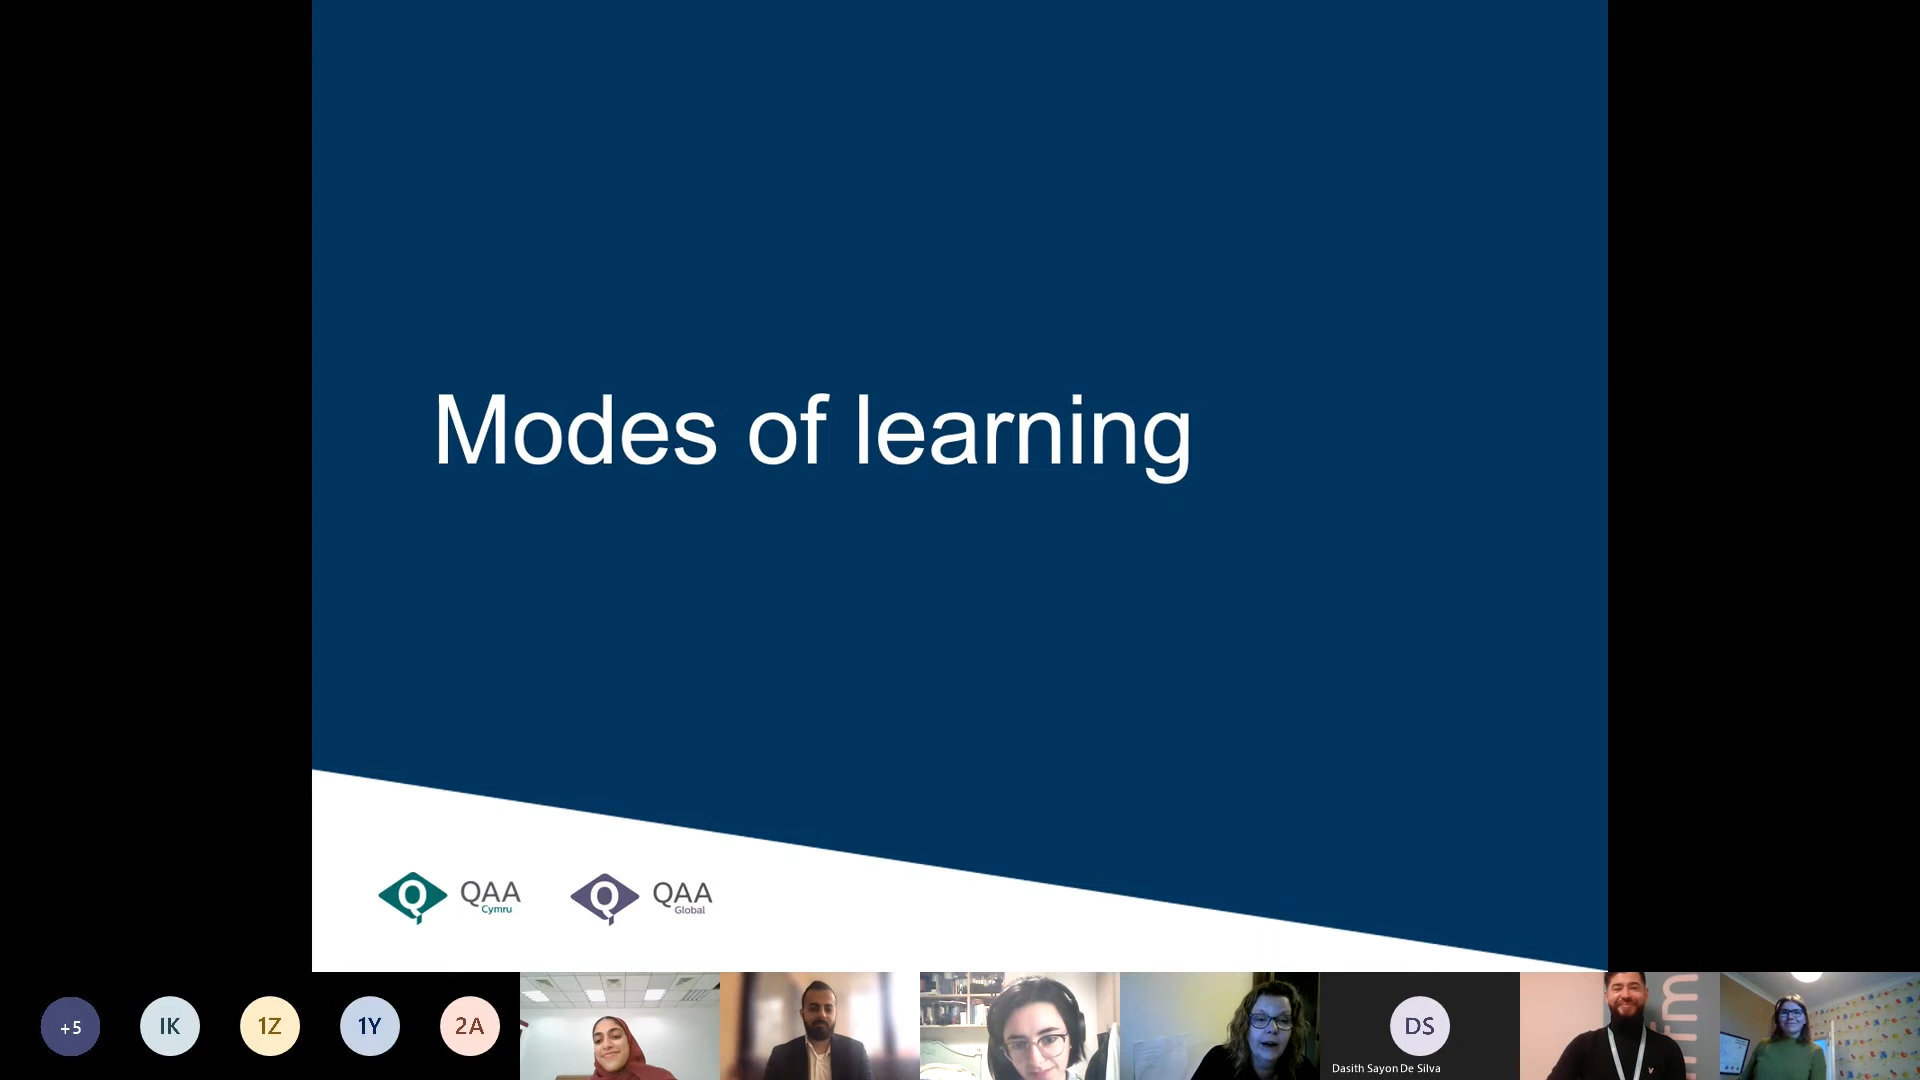 Modes of learning
Q QAA
Cymru
Q QAA
Global
+5
IK
1Z
1Y
2A
DS
Dasith Sayon De Silva